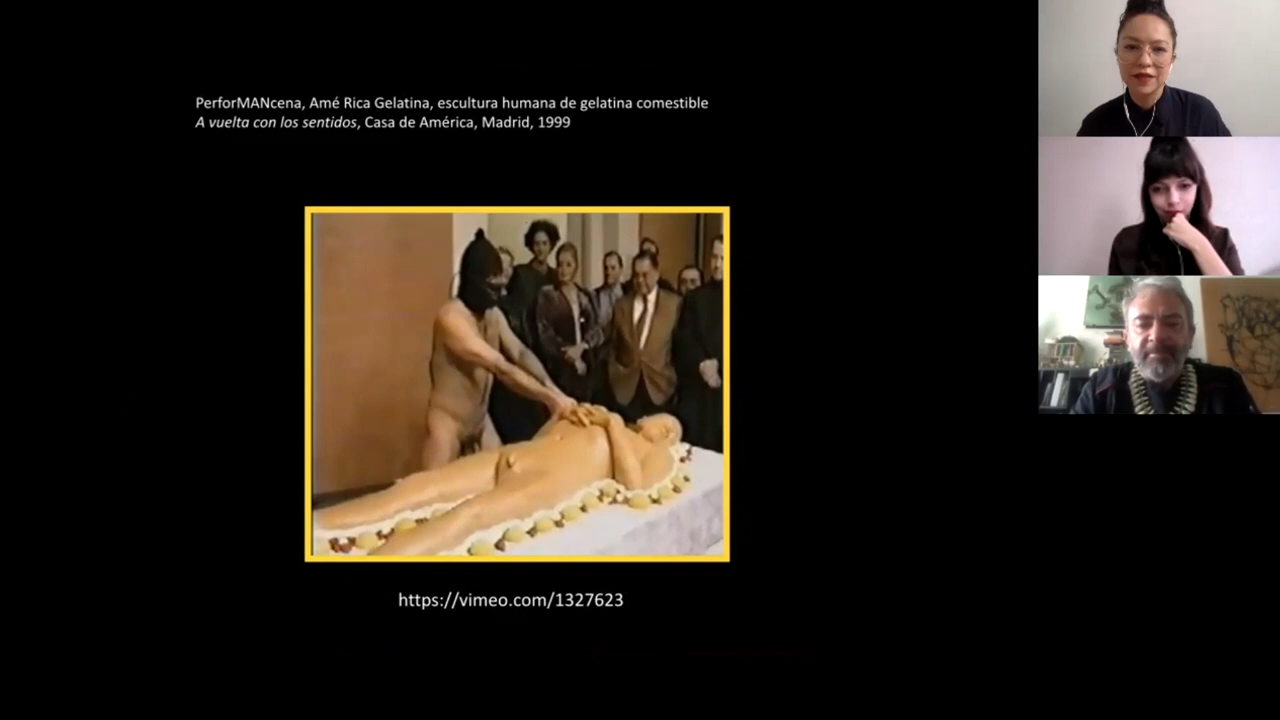 PerforMANcena, Amé Rica Gelatina, escultura humana de gelatina comestible
A vuelta con los sentidos, Casa de América, Madrid, 1999
https://vimeo.com/1327623